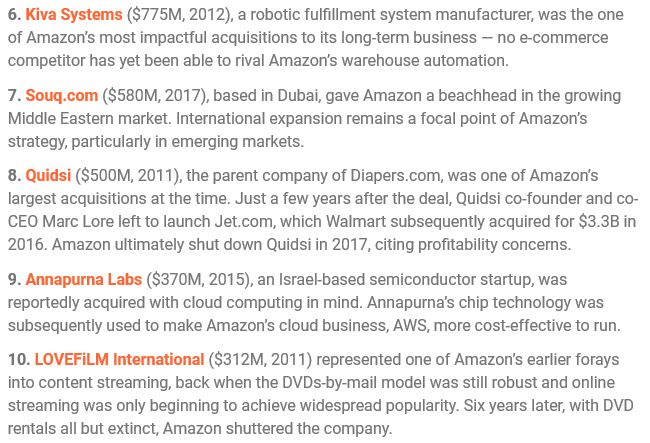 6. Kiva Systems ($775M, 2012), a robotic fulfillment system manufacturer, was the one
of Amazon’s most impactful acquisitions to its long-term business — no e-commerce
competitor has yet been able to rival Amazon’s warehouse automation.
7. Souq.com ($580M, 2017), based in Dubai, gave Amazon a beachhead in the growing
Middle Eastern market. International expansion remains a focal point of Amazon’s
strategy, particularly in emerging markets.
8. Quidsi ($500M, 2011), the parent company of Diapers.com, was one of Amazon’s
largest acquisitions at the time. Just a few years after the deal, Quidsi co-founder and co-
CEO Marc Lore left to launch Jet.com, which Walmart subsequently acquired for $3.3B in
2016. Amazon ultimately shut down Quidsi in 2017, citing profitability concerns.
9. Annapurna Labs ($370M, 2015), an Israel-based semiconductor startup, was
reportedly acquired with cloud computing in mind. Annapurna’s chip technology was
subsequently used to make Amazon’s cloud business, AWS, more cost-effective to run.
10. LOVEFiLM International ($312M, 2011) represented one of Amazon’s earlier forays
into content streaming, back when the DVDs-by-mail model was still robust and online
streaming was only beginning to achieve widespread popularity. Six years later, with DVD
rentals all but extinct, Amazon shuttered the company.